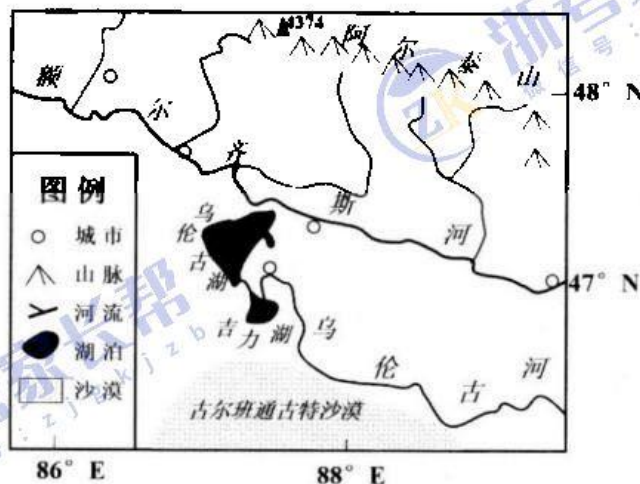 4374
阿尔泰山
48° N
额尔齐斯河
图例
城市
山脉
河流
湖泊
沙漠
乌伦古湖
吉力湖
乌伦古河
47° N
古尔班通古特沙漠
86° E
88° E